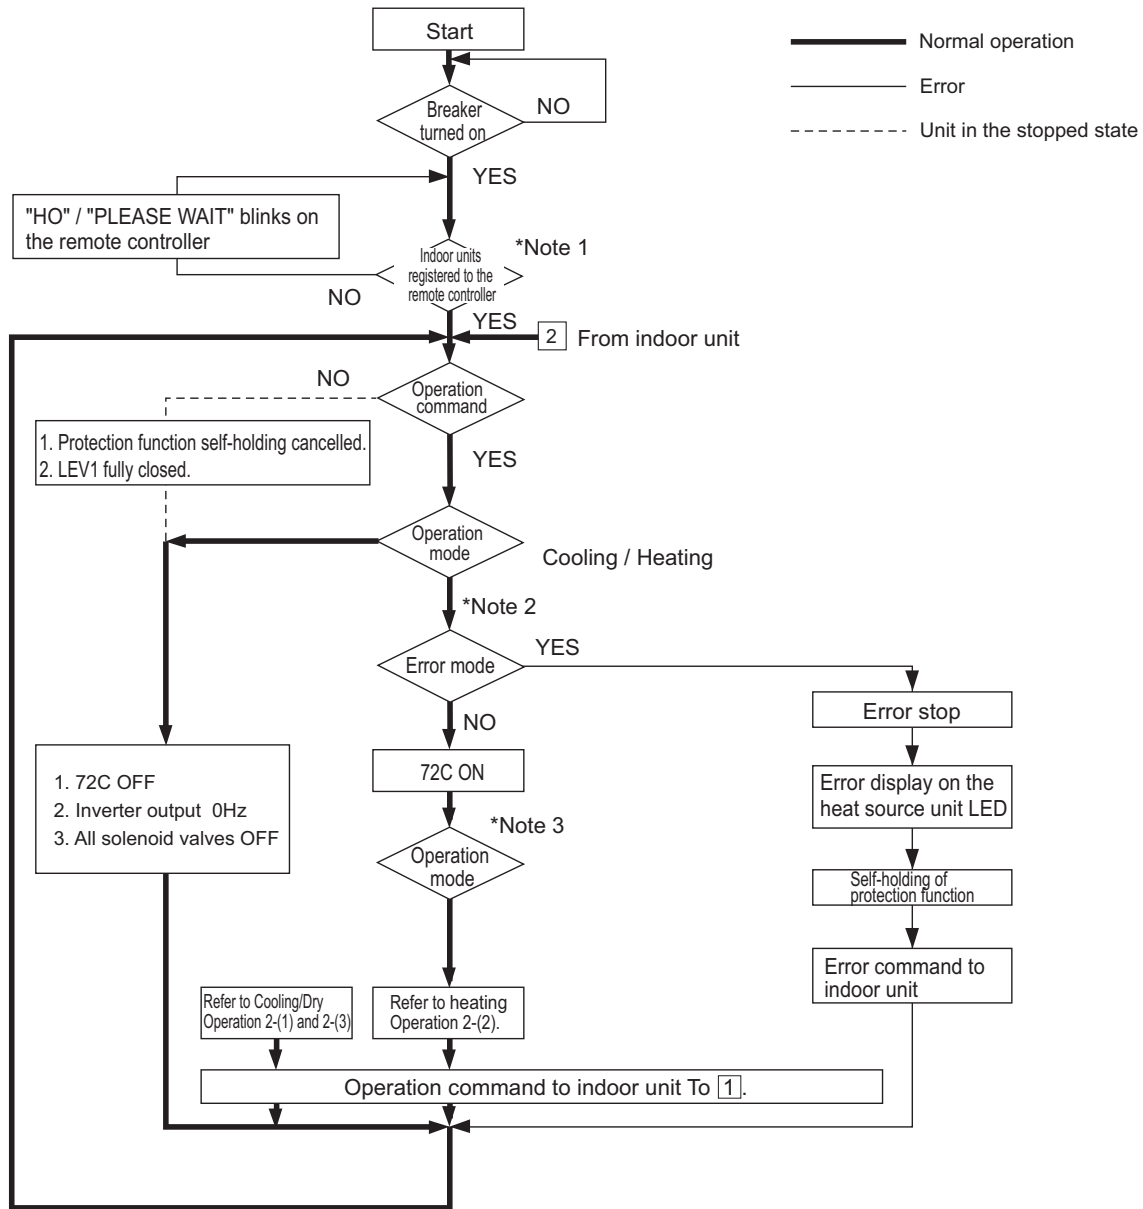 Start
Normal operation
Error
Unit in the stopped state
Breaker
turned on
NO
YES
"HO" / "PLEASE WAIT" blinks on
the remote controller
*Note 1
Indoor units
registered to the
remote controller
NO
YES
2 From indoor unit
NO
Operation
command
1. Protection function self-holding cancelled.
2. LEV1 fully closed.
YES
Operation
mode
Cooling / Heating
*Note 2
YES
Error mode
NO
Error stop
72C ON
Error display on the
heat source unit LED
1. 72C OFF
2. Inverter output 0Hz
3. All solenoid valves OFF
*Note 3
Operation
mode
Self-holding of
protection function
Error command to
indoor unit
Refer to Cooling/Dry
Operation 2-(1) and 2-(3)
Refer to heating
Operation 2-(2).
Operation command to indoor unit To 1.